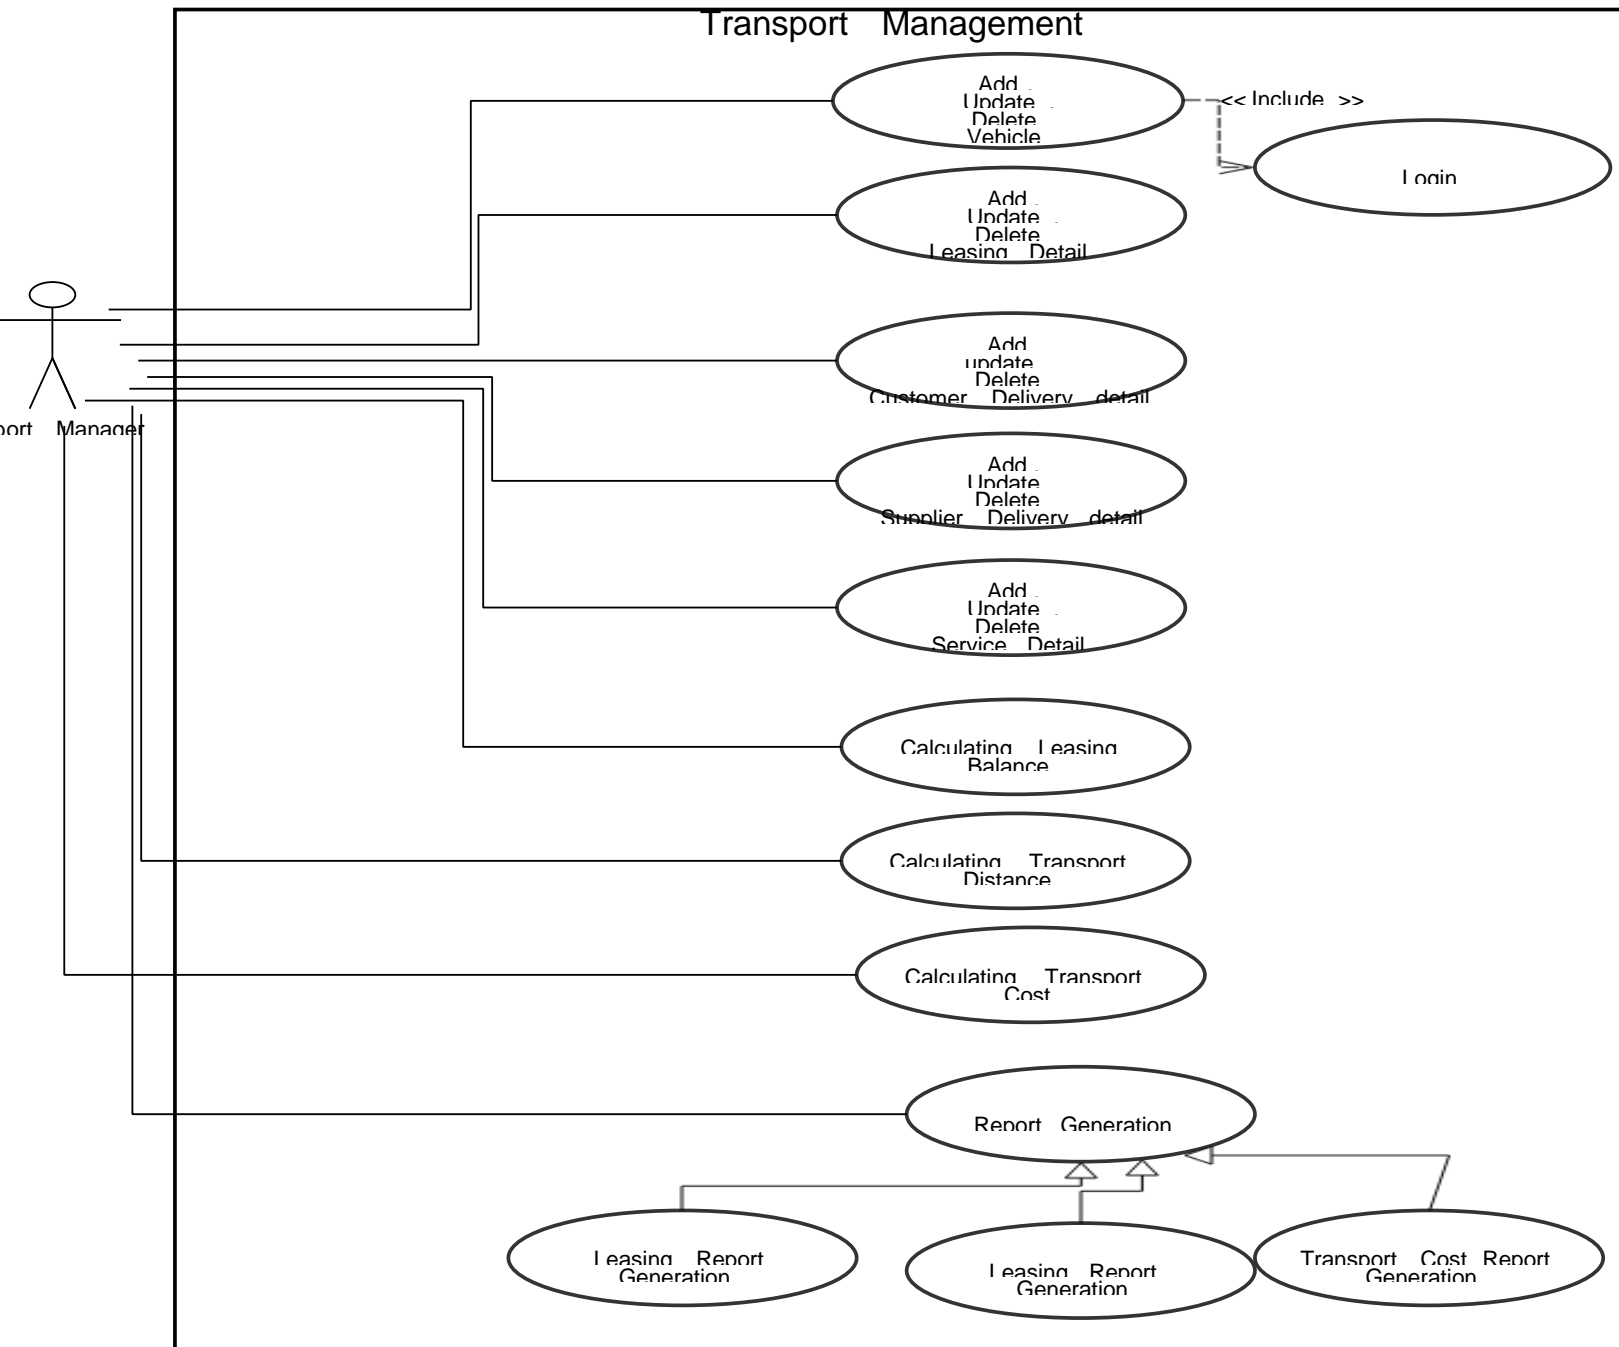 Transport Management
Add .
Update .
Delete
Vehicle
<< Include >>
Login
Add .
Update .
Delete
Leasing Detail
Add
update
Delete
Customer Delivery detail
port Manager
Add .
Update
Delete
Supplier Delivery detail
Add .
Update .
Delete
Service Detail
Calculating Leasing
Balance
Calculating Transport
Distance
Calculating Transport
Cost
Report Generation
Leasing Report
Generation
Leasing Report
Generation
Transport Cost Report
Generation